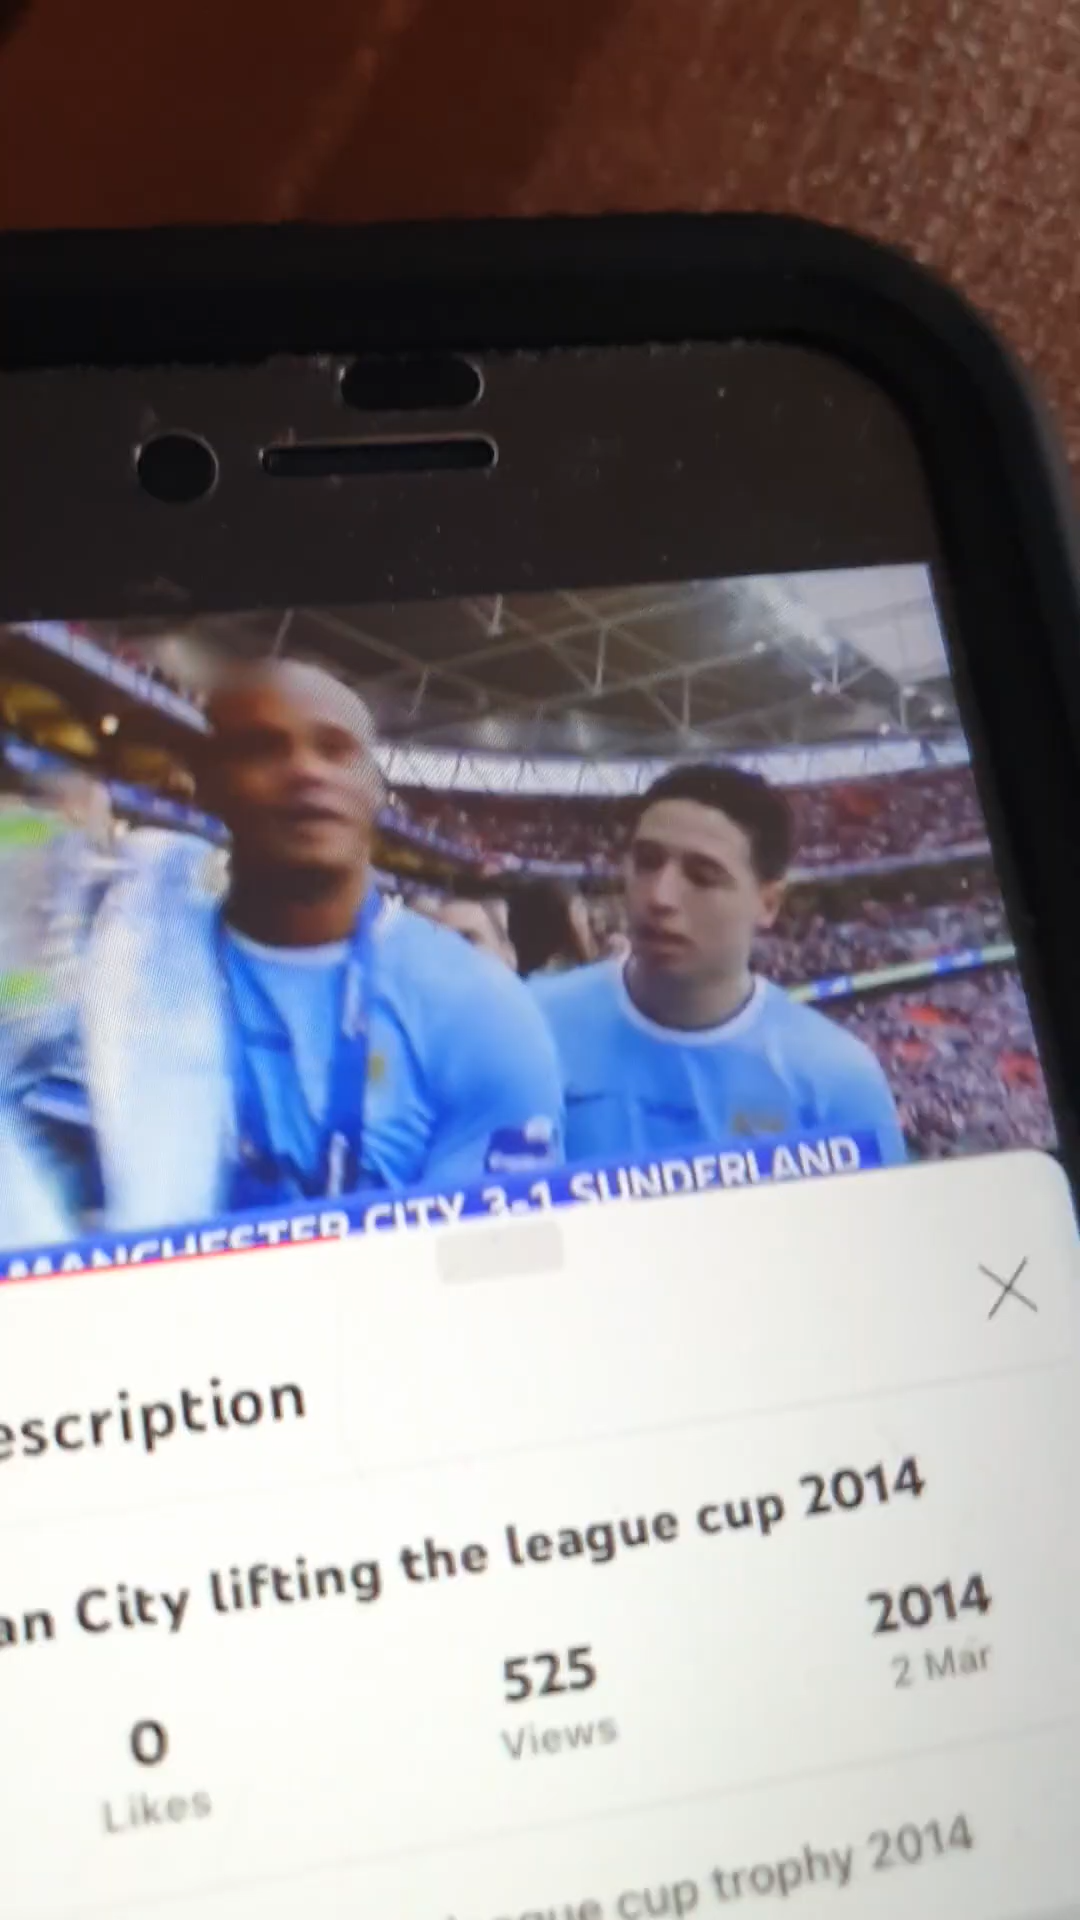 MANCHESTER CITY 3-1 SUNDERLAND
escription
an City lifting the league cup 2014
0
Likes
525
Views
2014
2 Mar
cup trophy 2014